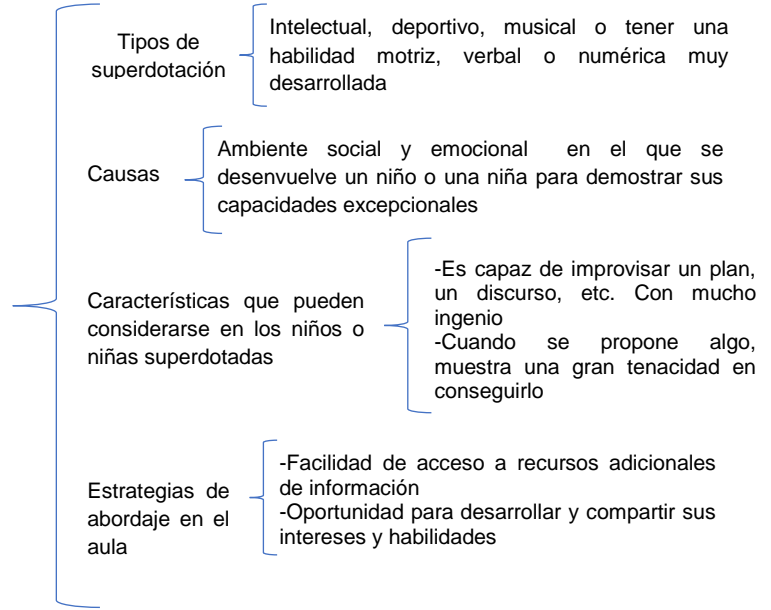 Tipos de
superdotación
Intelectual, deportivo, musical o tener una
habilidad motriz, verbal o numérica muy
desarrollada
Causas
Ambiente social y emocional en el que se
desenvuelve un niño o una niña para demostrar sus
capacidades excepcionales
Características que pueden
considerarse en los niños o
niñas superdotadas
-Es capaz de improvisar un plan,
un discurso, etc. Con mucho
ingenio
-Cuando se propone algo,
muestra una gran tenacidad en
conseguirlo
Estrategias de
abordaje en el
aula
-Facilidad de acceso a recursos adicionales
de información
-Oportunidad para desarrollar y compartir sus
intereses y habilidades